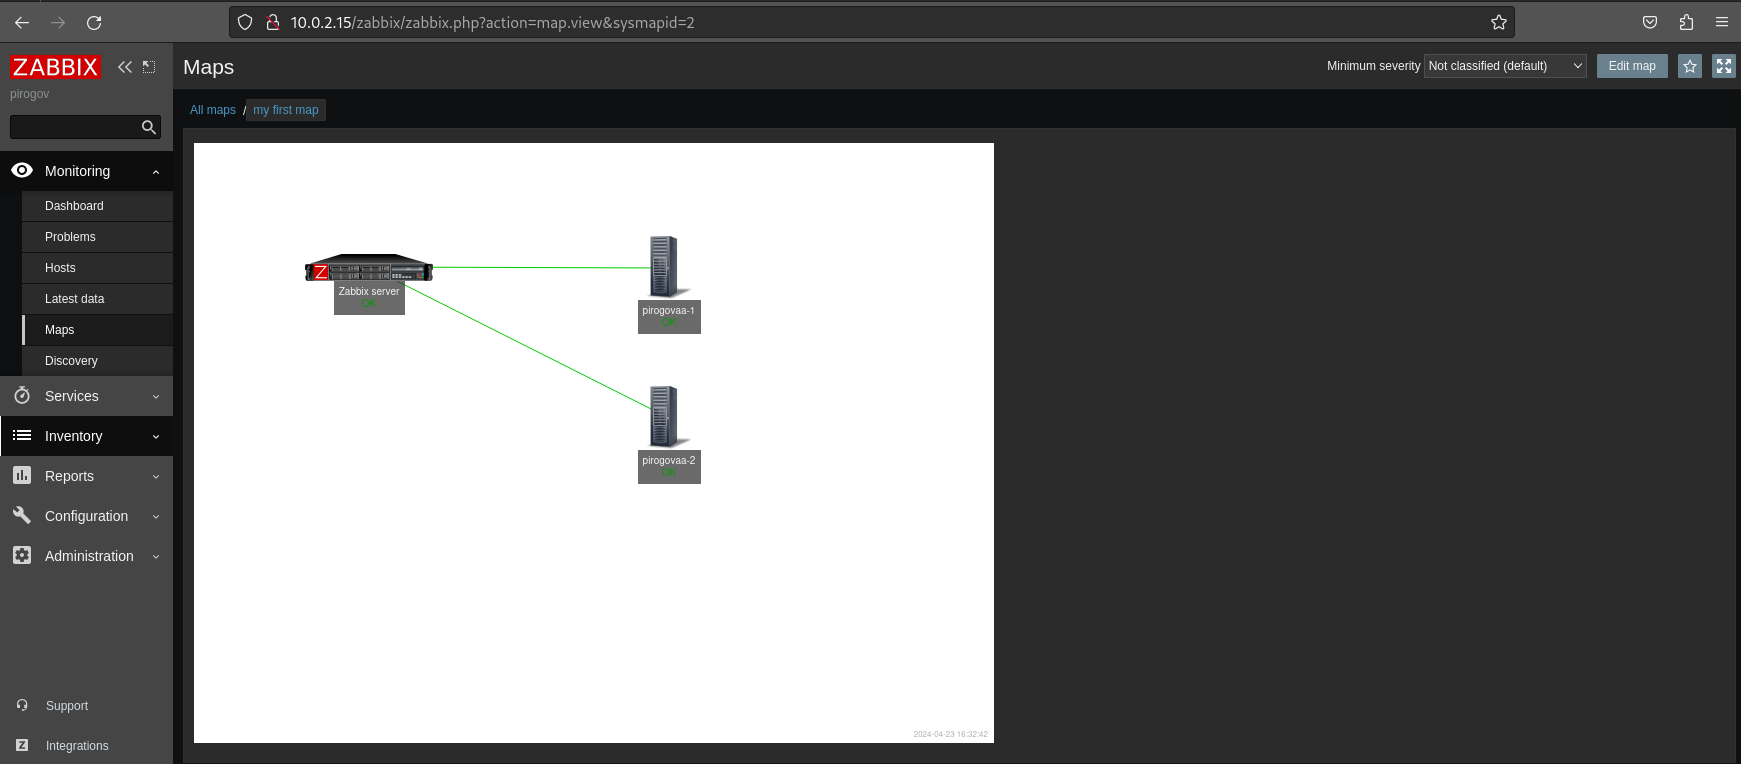 10.0.2.15/zabbix/zabbix.php?action=map.view&sysmapid=2
ZABBIX
pirogov
Monitoring
Dashboard
Problems
Hosts
Latest data
Maps
Discovery
Services
Inventory
Reports
Configuration
Administration
Support
Z Integrations
Maps
Minimum severity Not classified (default) Edit map
All maps / my first map
Z
Zabbix server
OK
pirogovaa-1
OK
pirogovaa-2
OK
2024-04-23 16:32:42